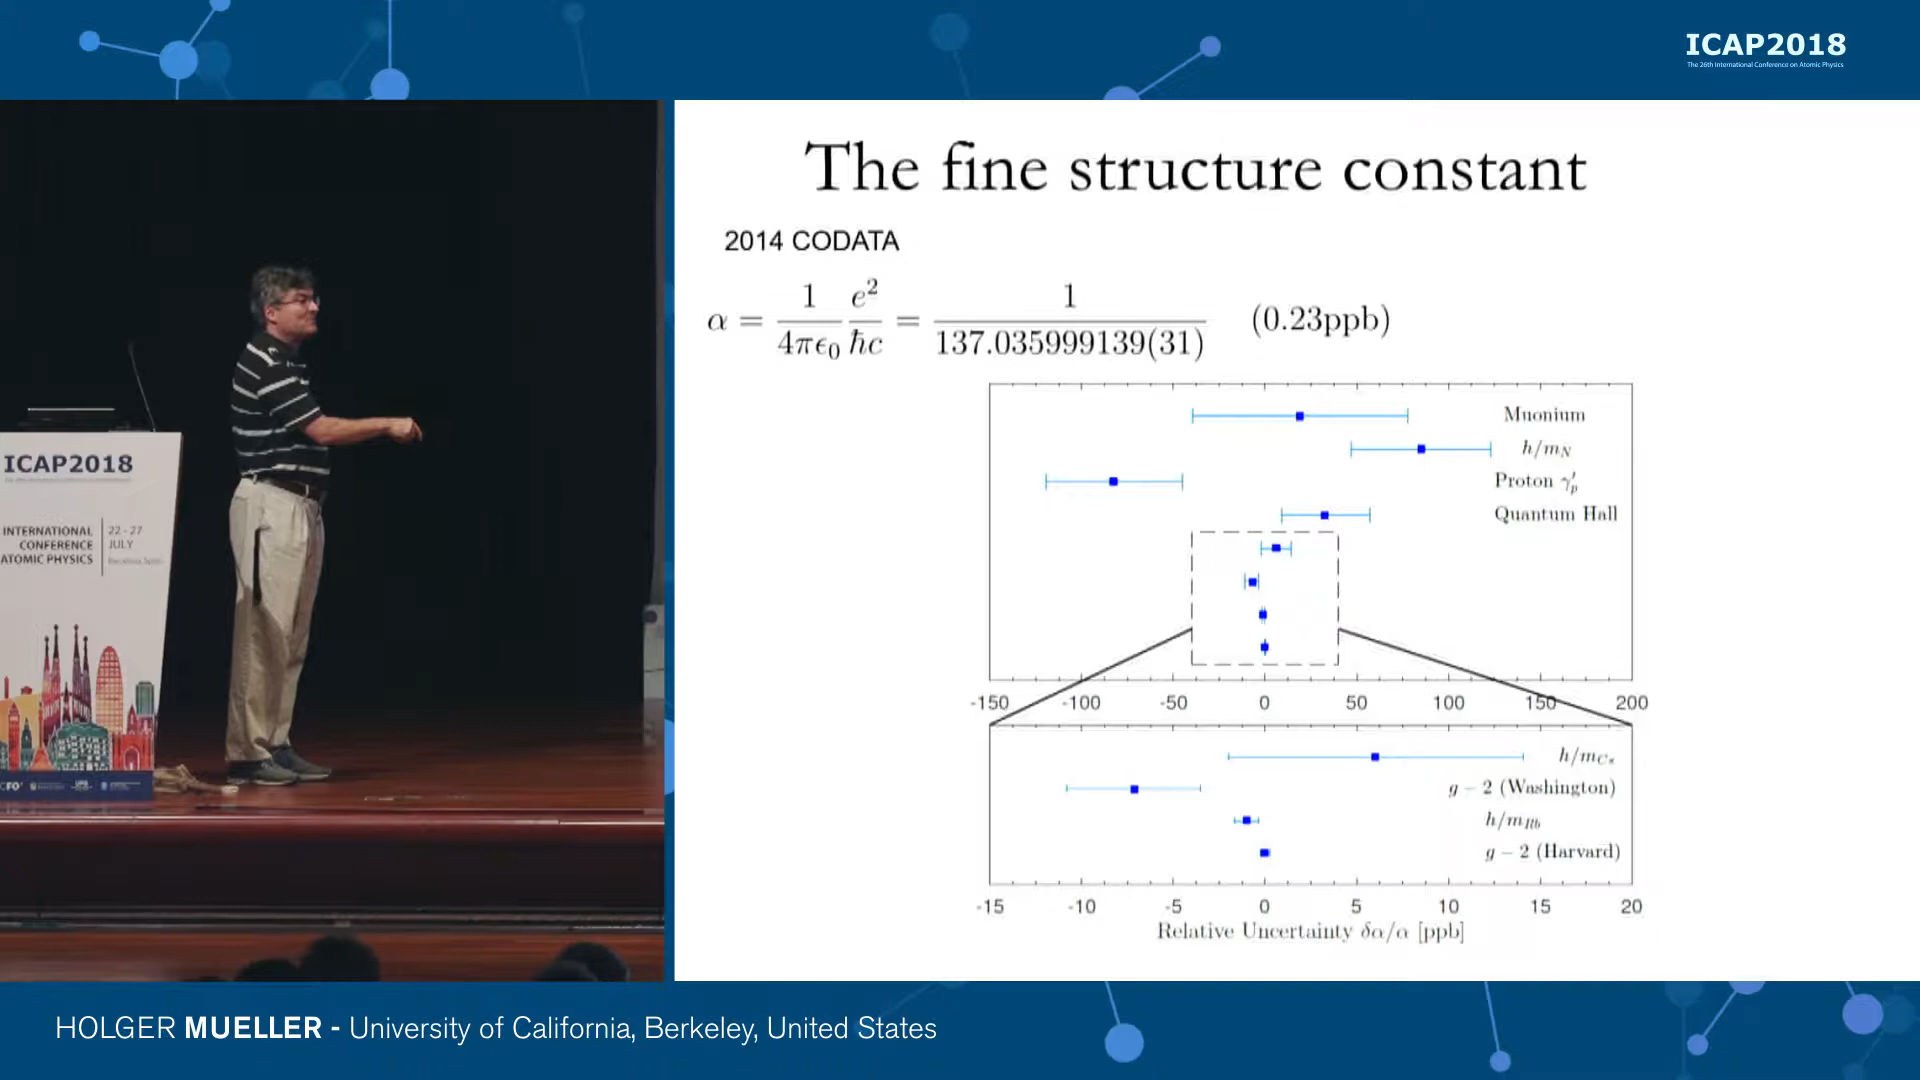 ICAP2018
The 26th International Conference on Atomic Physics
The fine structure constant
2014 CODATA
α = 1/(4πϵ₀) e²/(ħc) = 1/137.035999139(31) (0.23ppb)
Muonium
h/m_N
Proton γ′_p
Quantum Hall
-150 -100 -50 0 50 100 150 200
h/m_Cs
g − 2 (Washington)
h/m_Rb
g − 2 (Harvard)
-15 -10 -5 0 5 10 15 20
Relative Uncertainty δα/α [ppb]
ICAP2018
INTERNATIONAL
CONFERENCE
ATOMIC PHYSICS
22 - 27
JULY
Barcelona, Spain
CFO
HOLGER MUELLER - University of California, Berkeley, United States